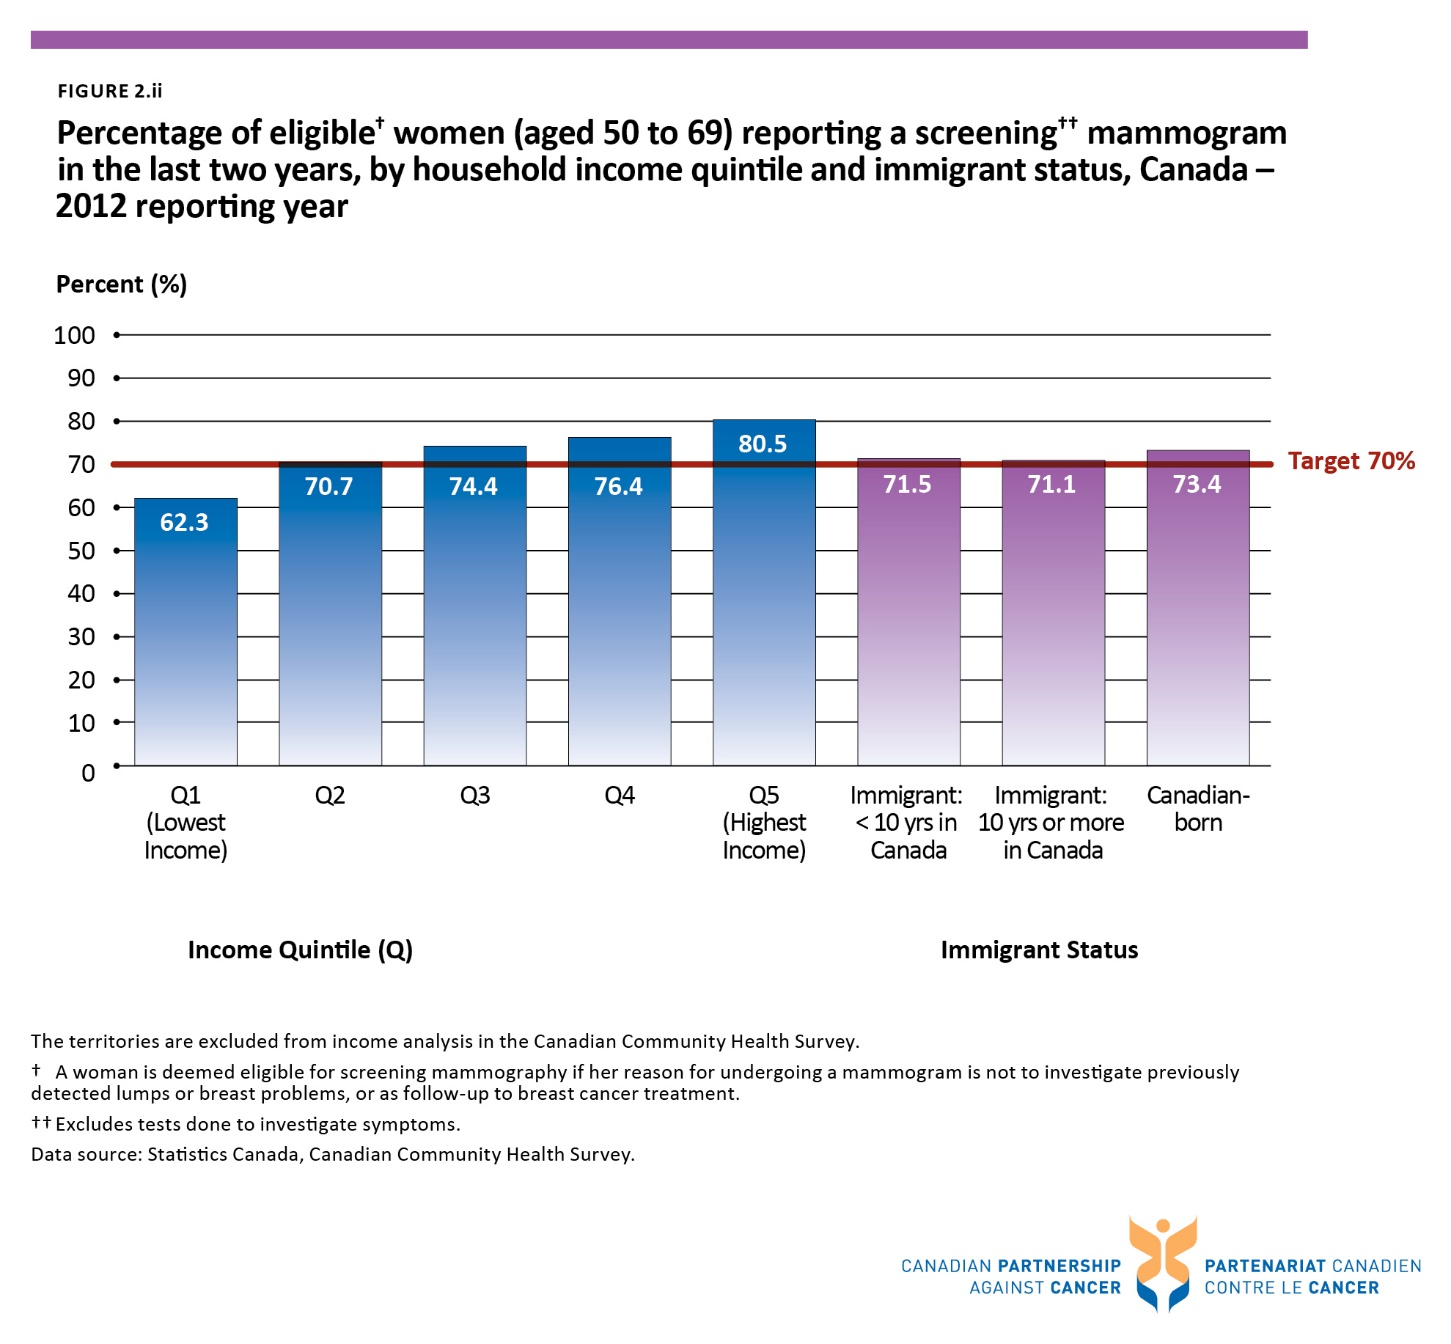 FIGURE 2.ii
Percentage of eligible† women (aged 50 to 69) reporting a screening†† mammogram
in the last two years, by household income quintile and immigrant status, Canada –
2012 reporting year
Percent (%)
100
90
80
70
60
50
40
30
20
10
0
62.3
70.7
74.4
76.4
80.5
71.5
71.1
73.4
Target 70%
Q1
(Lowest
Income)
Q2
Q3
Q4
Q5
(Highest
Income)
Immigrant:
< 10 yrs in
Canada
Immigrant:
10 yrs or more
in Canada
Canadian-
born
Income Quintile (Q)
Immigrant Status
The territories are excluded from income analysis in the Canadian Community Health Survey.
† A woman is deemed eligible for screening mammography if her reason for undergoing a mammogram is not to investigate previously
detected lumps or breast problems, or as follow-up to breast cancer treatment.
†† Excludes tests done to investigate symptoms.
Data source: Statistics Canada, Canadian Community Health Survey.
CANADIAN PARTNERSHIP
AGAINST CANCER
PARTENARIAT CANADIEN
CONTRE LE CANCER